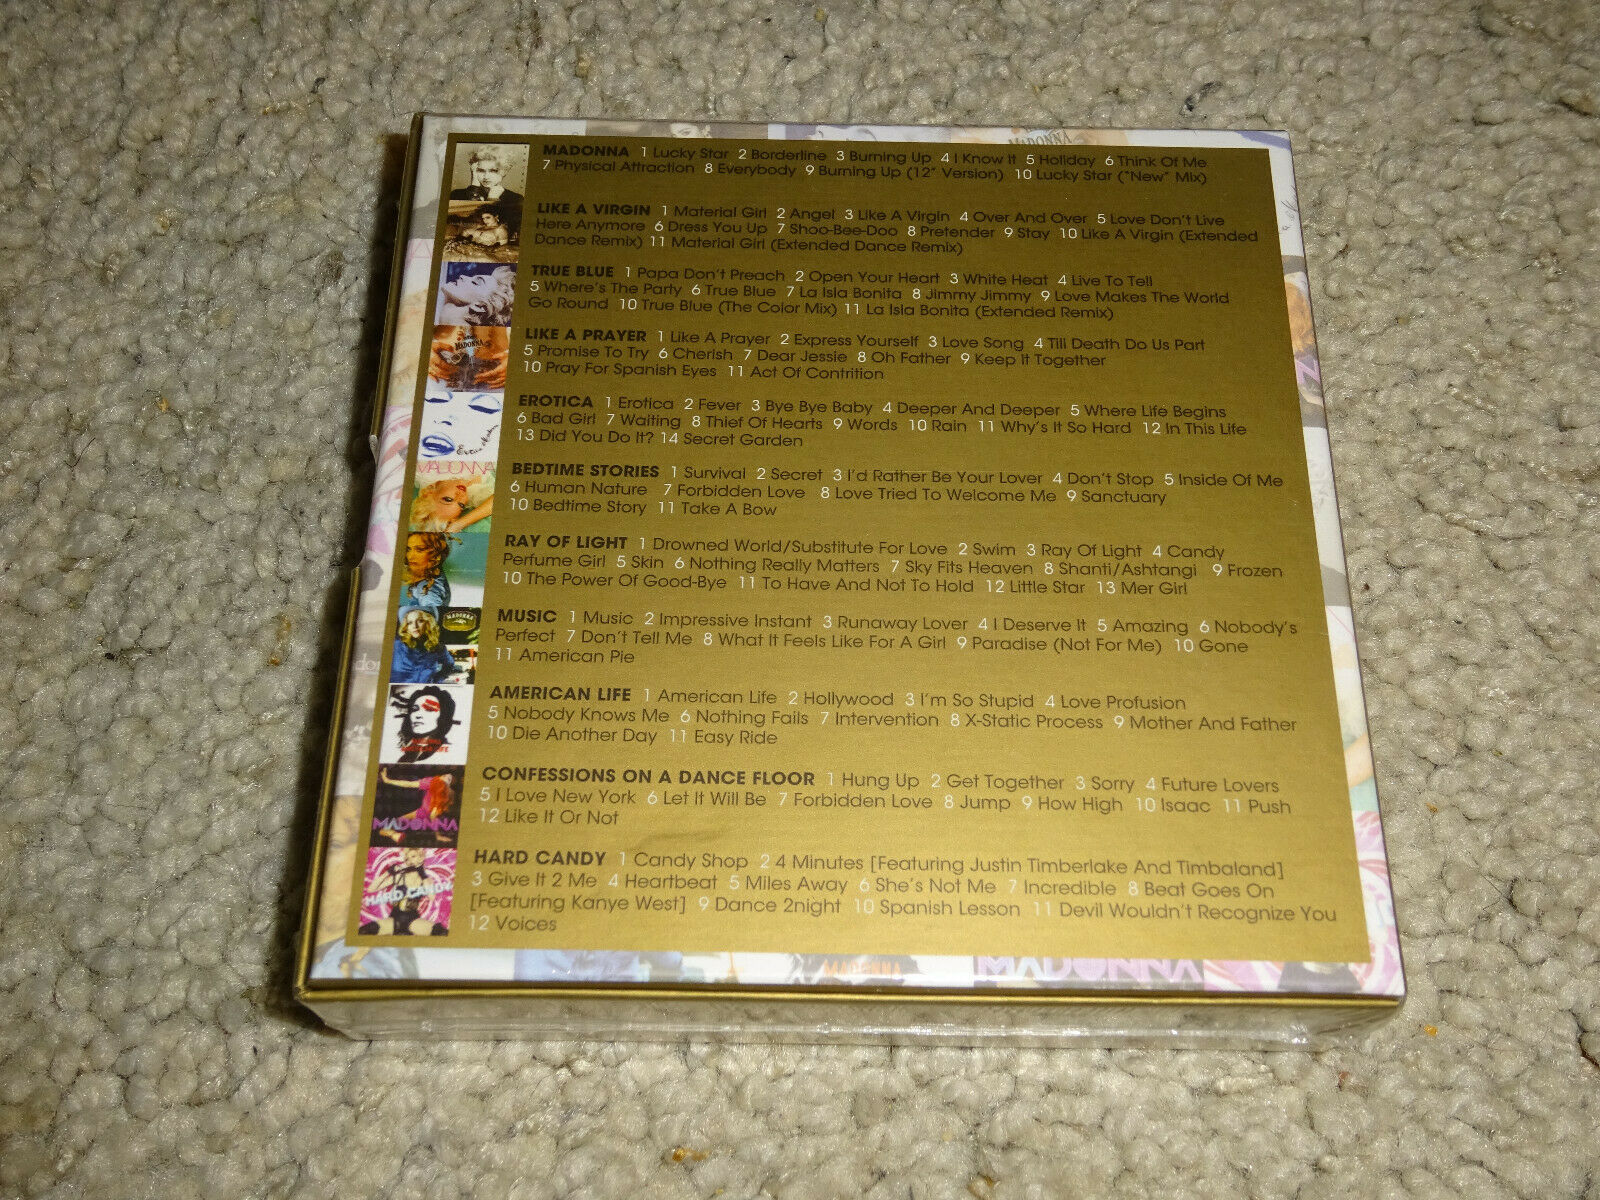 MADONNA 1 Lucky Star 2 Borderline 3 Burning Up 4 I Know It 5 Holiday 6 Think Of Me
7 Physical Attraction 8 Everybody 9 Burning Up (12" Version) 10 Lucky Star ("New" Mix)
LIKE A VIRGIN 1 Material Girl 2 Angel 3 Like A Virgin 4 Over And Over 5 Love Don't Live
Here Anymore 6 Dress You Up 7 Shoo-Bee-Doo 8 Pretender 9 Stay 10 Like A Virgin (Extended
Dance Remix) 11 Material Girl (Extended Dance Remix)
TRUE BLUE 1 Papa Don't Preach 2 Open Your Heart 3 White Heat 4 Live To Tell
5 Where's The Party 6 True Blue 7 La Isla Bonita 8 Jimmy Jimmy 9 Love Makes The World
Go Round 10 True Blue (The Color Mix) 11 La Isla Bonita (Extended Remix)
LIKE A PRAYER 1 Like A Prayer 2 Express Yourself 3 Love Song 4 Till Death Do Us Part
5 Promise To Try 6 Cherish 7 Dear Jessie 8 Oh Father 9 Keep It Together
10 Pray For Spanish Eyes 11 Act Of Contrition
EROTICA 1 Erotica 2 Fever 3 Bye Bye Baby 4 Deeper And Deeper 5 Where Life Begins
6 Bad Girl 7 Waiting 8 Thief Of Hearts 9 Words 10 Rain 11 Why's It So Hard 12 In This Life
13 Did You Do It? 14 Secret Garden
BEDTIME STORIES 1 Survival 2 Secret 3 I'd Rather Be Your Lover 4 Don't Stop 5 Inside Of Me
6 Human Nature 7 Forbidden Love 8 Love Tried To Welcome Me 9 Sanctuary
10 Bedtime Story 11 Take A Bow
RAY OF LIGHT 1 Drowned World/Substitute For Love 2 Swim 3 Ray Of Light 4 Candy
Perfume Girl 5 Skin 6 Nothing Really Matters 7 Sky Fits Heaven 8 Shanti/Ashtangi 9 Frozen
10 The Power Of Good-Bye 11 To Have And Not To Hold 12 Little Star 13 Mer Girl
MUSIC 1 Music 2 Impressive Instant 3 Runaway Lover 4 I Deserve It 5 Amazing 6 Nobody's
Perfect 7 Don't Tell Me 8 What It Feels Like For A Girl 9 Paradise (Not For Me) 10 Gone
11 American Pie
AMERICAN LIFE 1 American Life 2 Hollywood 3 I'm So Stupid 4 Love Profusion
5 Nobody Knows Me 6 Nothing Fails 7 Intervention 8 X-Static Process 9 Mother And Father
10 Die Another Day 11 Easy Ride
CONFESSIONS ON A DANCE FLOOR 1 Hung Up 2 Get Together 3 Sorry 4 Future Lovers
5 I Love New York 6 Let It Will Be 7 Forbidden Love 8 Jump 9 How High 10 Isaac 11 Push
12 Like It Or Not
HARD CANDY 1 Candy Shop 2 4 Minutes [Featuring Justin Timberlake And Timbaland]
3 Give It 2 Me 4 Heartbeat 5 Miles Away 6 She's Not Me 7 Incredible 8 Beat Goes On
[Featuring Kanye West] 9 Dance 2night 10 Spanish Lesson 11 Devil Wouldn't Recognize You
12 Voices
MADONNA
MADONNA
MADONNA
MADONNA
HARD CANDY
MADONNA
MADONNA
MADONNA